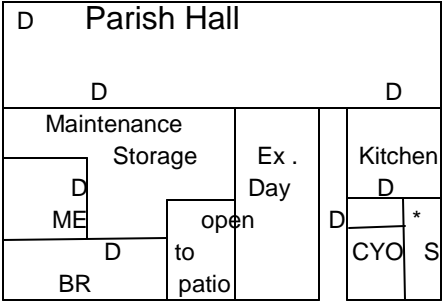 D Parish Hall
D D
Maintenance
Storage Ex . Kitchen
D Day D
ME open D *
D to CYO S
BR patio